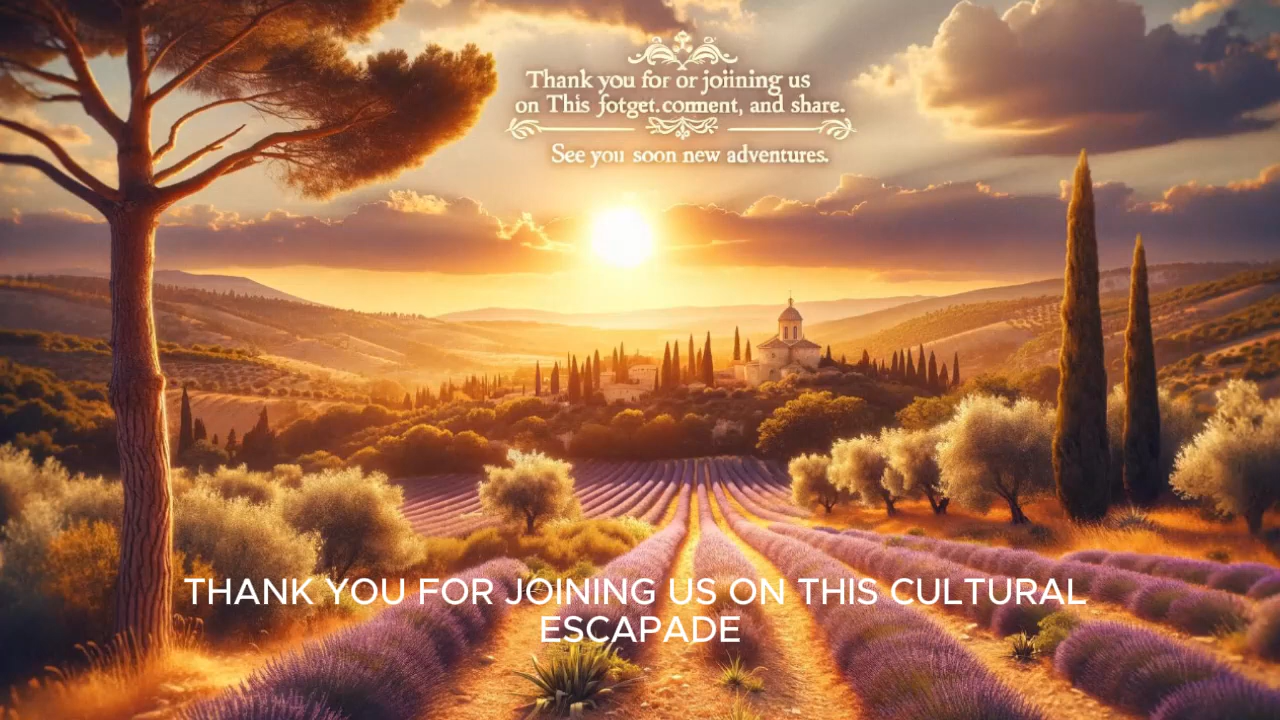 Thank you for or joiining us
on This fotget.comment, and share.
See you soon new adventures.
THANK YOU FOR JOINING US ON THIS CULTURAL
ESCAPADE